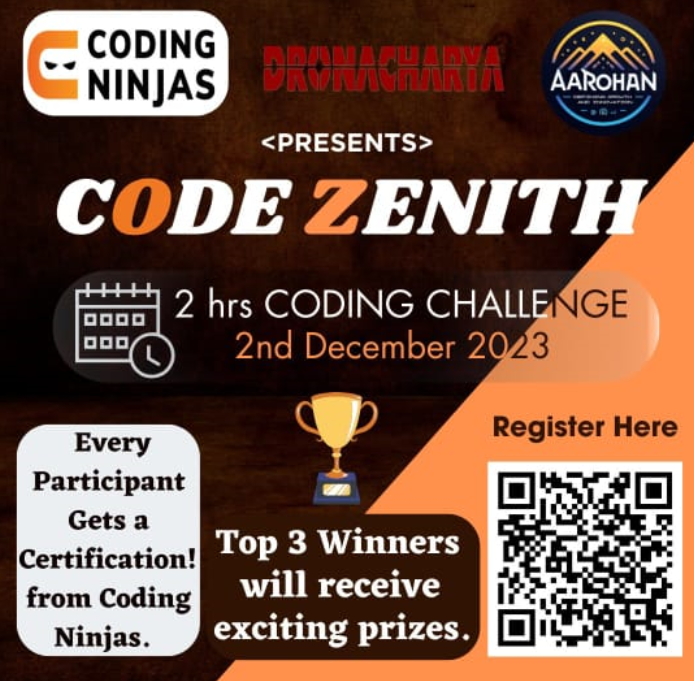 CODING
NINJAS
DRONACHARYA
AAROHAN
<PRESENTS>
CODE ZENITH
2 hrs CODING CHALLENGE
2nd December 2023
Register Here
Every
Participant
Gets a
Certification!
from Coding
Ninjas.
Top 3 Winners
will receive
exciting prizes.